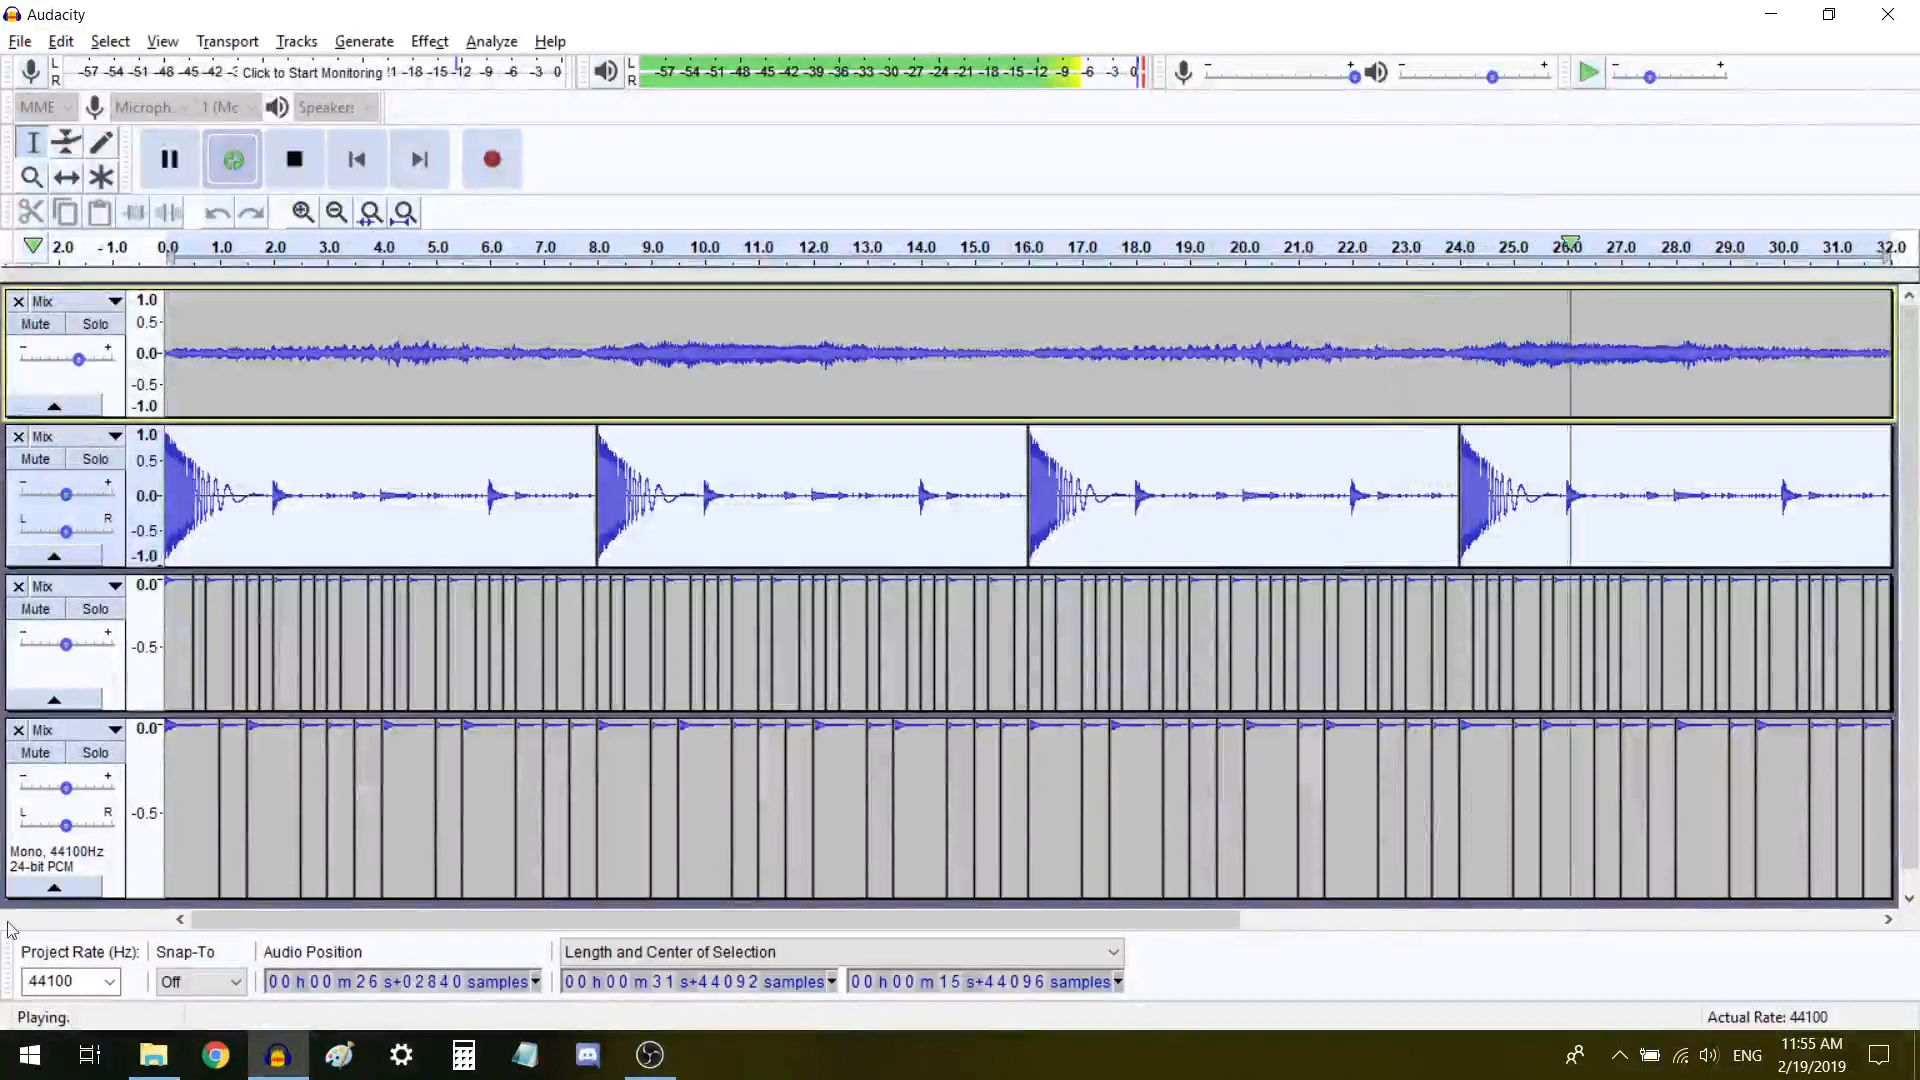 Audacity
File Edit Select View Transport Tracks Generate Effect Analyze Help
L R -57 -54 -51 -48 -45 -42 Click to Start Monitoring -18 -15 -12 -9 -6 -3 0 L R -57 -54 -51 -48 -45 -42 -39 -36 -33 -30 -27 -24 -21 -18 -15 -12 -9 -6 -3 0 - + - + - +
MME Microph 1 (Mc Speakers
2.0 -1.0 0.0 1.0 2.0 3.0 4.0 5.0 6.0 7.0 8.0 9.0 10.0 11.0 12.0 13.0 14.0 15.0 16.0 17.0 18.0 19.0 20.0 21.0 22.0 23.0 24.0 25.0 26.0 27.0 28.0 29.0 30.0 31.0 32.0
Mix 1.0
Mute Solo 0.5
- + 0.0
-0.5
-1.0
Mix 1.0
Mute Solo 0.5
- + 0.0
L R -0.5
-1.0
Mix 0.0
Mute Solo
- + -0.5
Mix 0.0
Mute Solo
- +
L R -0.5
Mono, 44100Hz
24-bit PCM
Project Rate (Hz): Snap-To Audio Position Length and Center of Selection
44100 Off 00 h 00 m 26 s+02840 samples 00 h 00 m 31 s+44092 samples 00 h 00 m 15 s+44096 samples
Playing. Actual Rate: 44100
ENG 11:55 AM
2/19/2019